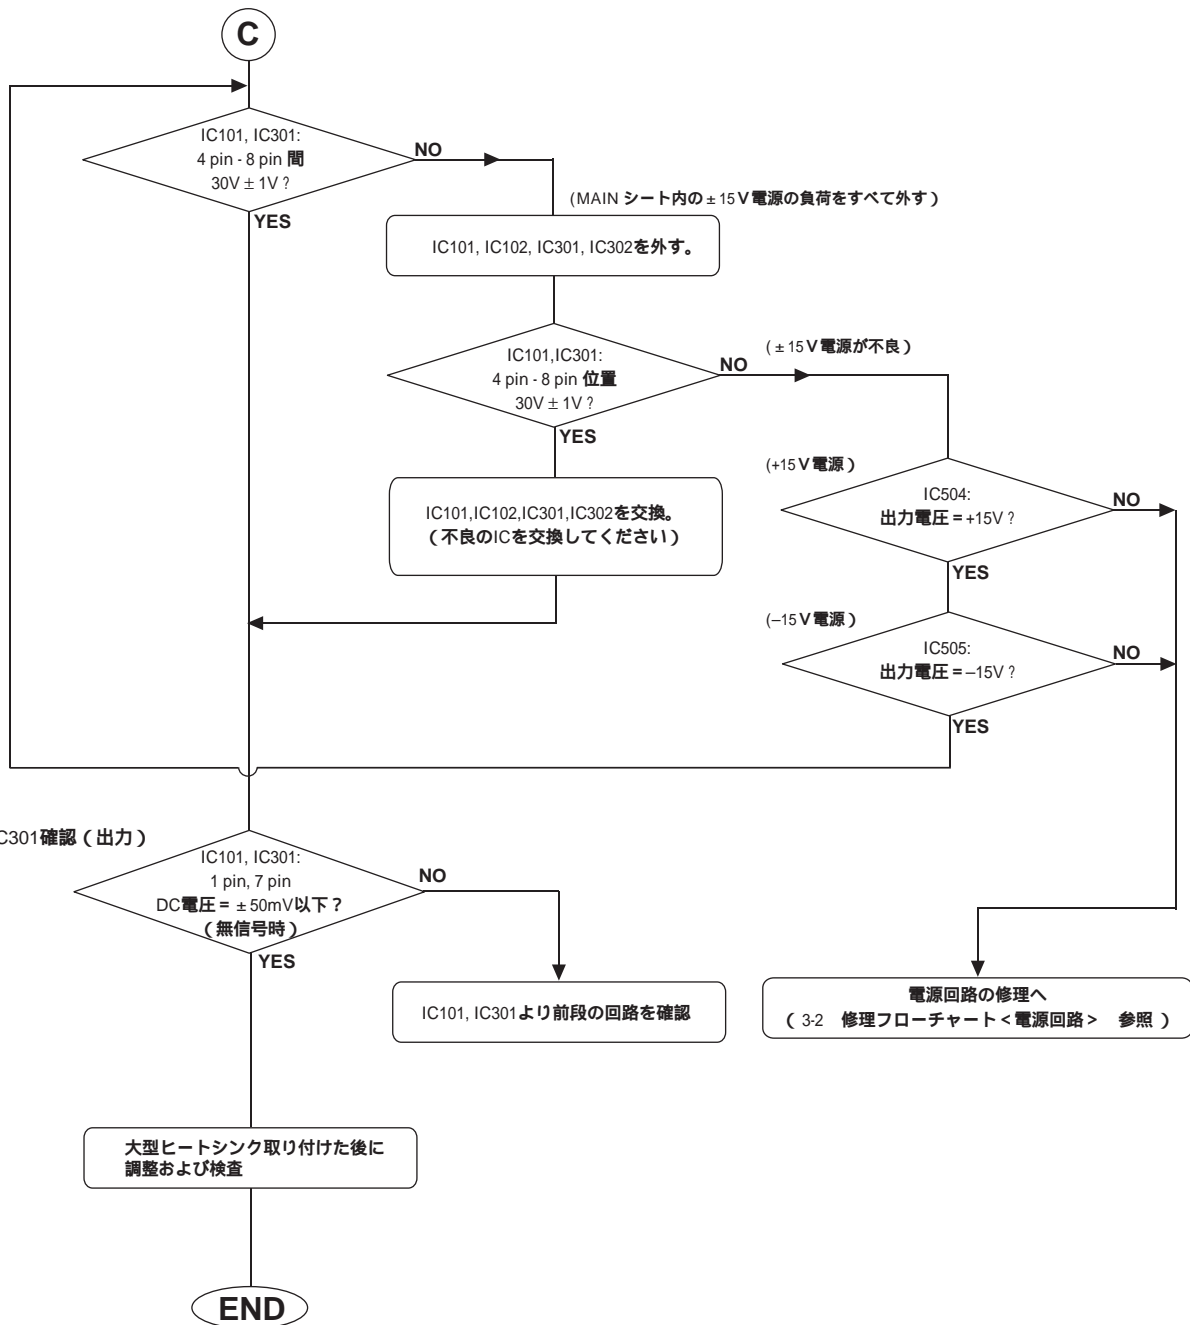 C
IC101, IC301:
4 pin - 8 pin 間
30V ± 1V ?
NO
YES
(MAIN シート内の ± 15 V 電源の負荷をすべて外す )
IC101, IC102, IC301, IC302を外す。
IC101,IC301:
4 pin - 8 pin 位置
30V ± 1V ?
NO
( ± 15 V 電源が不良 )
YES
IC101,IC102,IC301,IC302を交換。
( 不良のICを交換してください )
(+15 V 電源 )
IC504:
出力電圧 = +15V ?
NO
YES
(–15 V 電源 )
IC505:
出力電圧 = –15V ?
NO
YES
C301確認 ( 出力 )
IC101, IC301:
1 pin, 7 pin
DC電圧 = ± 50mV以下 ?
( 無信号時 )
NO
YES
IC101, IC301より前段の回路を確認
電源回路の修理へ
( 3-2 修理フローチャート < 電源回路 > 参照 )
大型ヒートシンク取り付けた後に
調整および検査
END